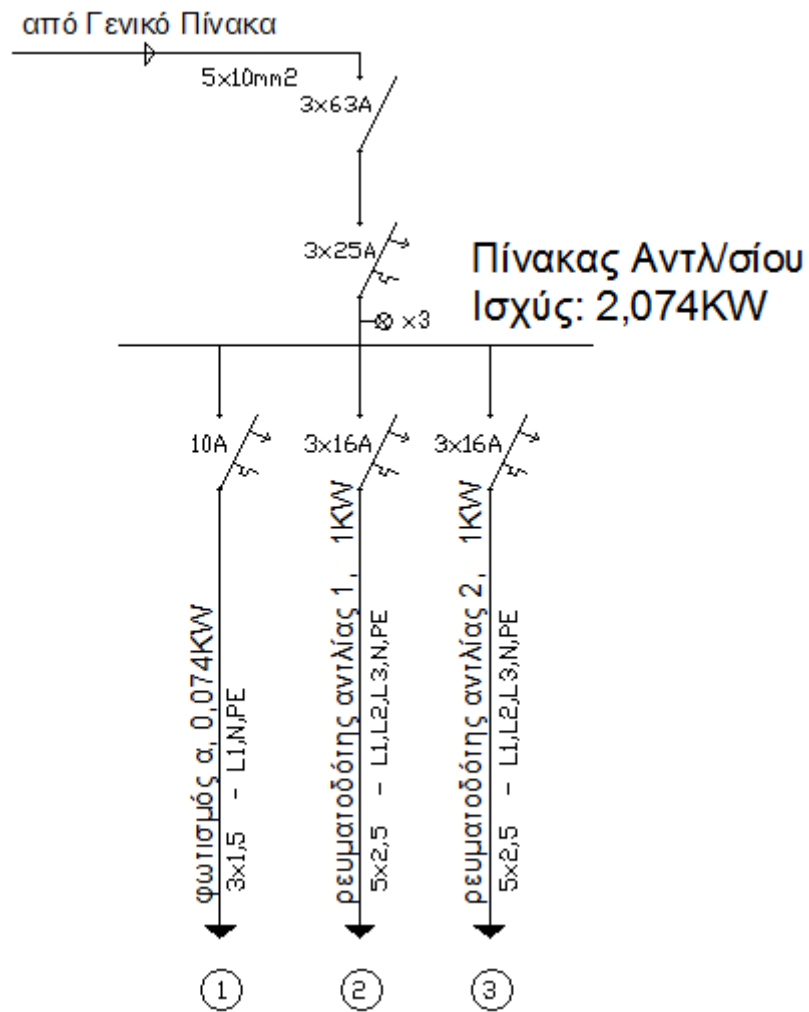 από Γενικό Πίνακα
5x10mm2
3x63A
3x25A
Πίνακας Αντλ/σίου
Ισχύς: 2,074KW
x3
10A
3x16A
3x16A
φωτισμός α, 0,074KW
3x1,5 - L1,N,PE
ρευματοδότης αντλίας 1, 1KW
5x2,5 - L1,L2,L3,N,PE
ρευματοδότης αντλίας 2, 1KW
5x2,5 - L1,L2,L3,N,PE
1
2
3